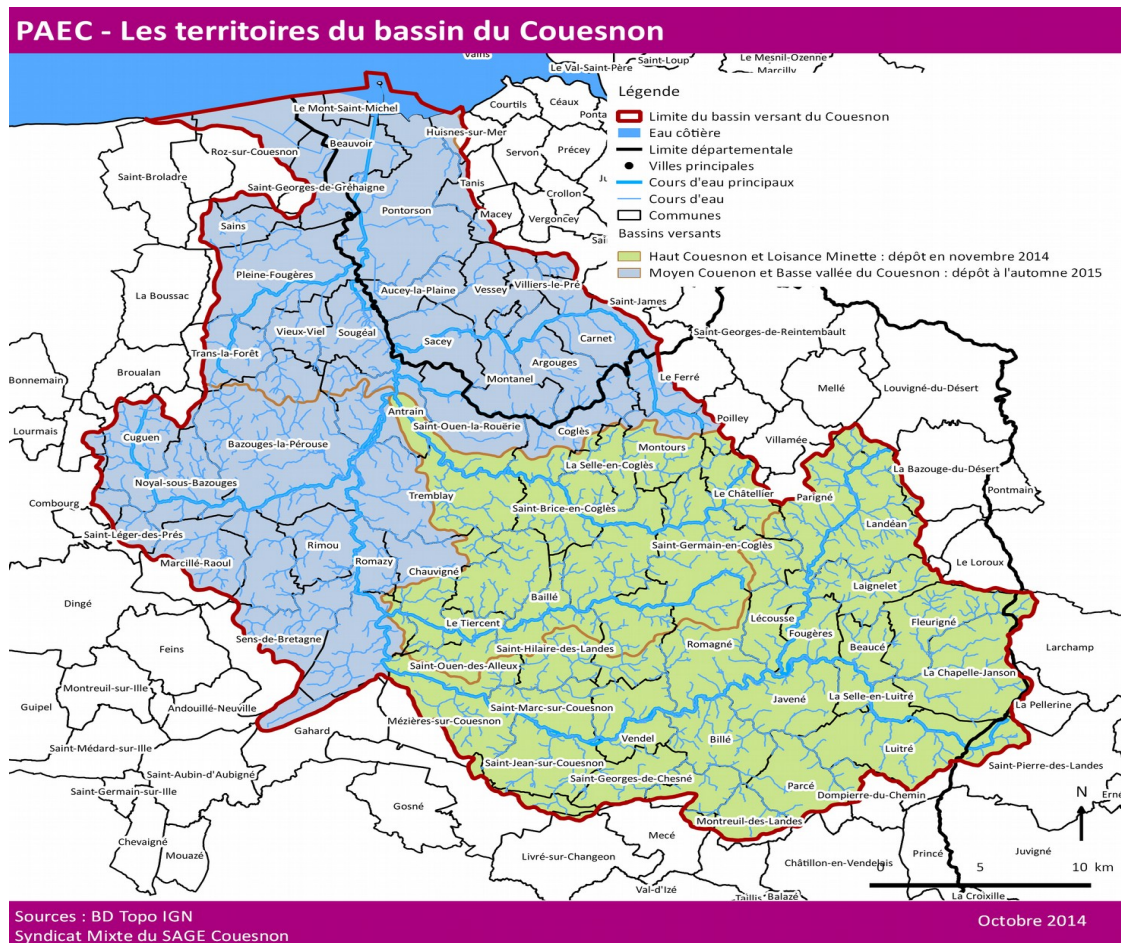 PAEC - Les territoires du bassin du Couesnon
Vains
Le Val-Saint-Père
Saint-Loup
Le Mesnil-Ozenne
Marcilly
Légende
Limite du bassin versant du Couesnon
Eau côtière
Limite départementale
Villes principales
Cours d'eau principaux
Cours d'eau
Communes
Bassins versants
Haut Couesnon et Loisance Minette : dépôt en novembre 2014
Moyen Couenon et Basse vallée du Couesnon : dépôt à l'automne 2015
Le Mont-Saint-Michel
Courtils
Céaux
Ponta
Huisnes-sur-Mer
Beauvoir
Roz-sur-Couesnon
Servon
Précey
Saint-Broladre
Saint-Georges-de-Gréhaigne
Tanis
Crollon
Ju
Pontorson
Macey
Vergoncey
Sains
Sai
Pleine-Fougères
Aucey-la-Plaine
Vessey
Villiers-le-Pré
La Boussac
Saint-James
Vieux-Viel
Sougéal
Sacey
Carnet
Saint-Georges-de-Reintembault
Trans-la-Forêt
Argouges
Broualan
Bonnemain
Montanel
Le Ferré
Mellé
Louvigné-du-Désert
Antrain
Saint-Ouen-la-Rouërie
Poilley
Lourmais
Cuguen
Bazouges-la-Pérouse
Coglès
Montours
Villamée
La Selle-en-Coglès
La Bazouge-du-Désert
Noyal-sous-Bazouges
Tremblay
Le Châtellier
Parigné
Pontmain
Combourg
Saint-Brice-en-Coglès
Landéan
Saint-Léger-des-Prés
Rimou
Saint-Germain-en-Coglès
Marcillé-Raoul
Romazy
Chauvigné
Le Loroux
Baillé
Laignelet
Dingé
Le Tiercent
Lécousse
Fleurigné
Sens-de-Bretagne
Fougères
Feins
Saint-Hilaire-des-Landes
Romagné
Beaucé
Larchamp
Saint-Ouen-des-Alleux
La Chapelle-Janson
Montreuil-sur-Ille
Javené
La Selle-en-Luitré
Guipel
Andouillé-Neuville
Saint-Marc-sur-Couesnon
La Pellerine
Mézières-sur-Couesnon
Gahard
Vendel
Billé
Luitré
Saint-Médard-sur-Ille
Saint-Jean-sur-Couesnon
Saint-Pierre-des-Landes
Saint-Aubin-d'Aubigné
Saint-Georges-de-Chesné
Parcé
Saint-Germain-sur-Ille
Dompierre-du-Chemin
Erne
Gosné
Montreuil-des-Landes
N
Mecé
Chevaigné
Mouazé
Livré-sur-Changeon
Châtillon-en-Vendelais
Princé
Juvigné
0 5 10 km
Val-d'Izé
Taillis
Balazé
La Croixille
Sources : BD Topo IGN
Syndicat Mixte du SAGE Couesnon
Octobre 2014